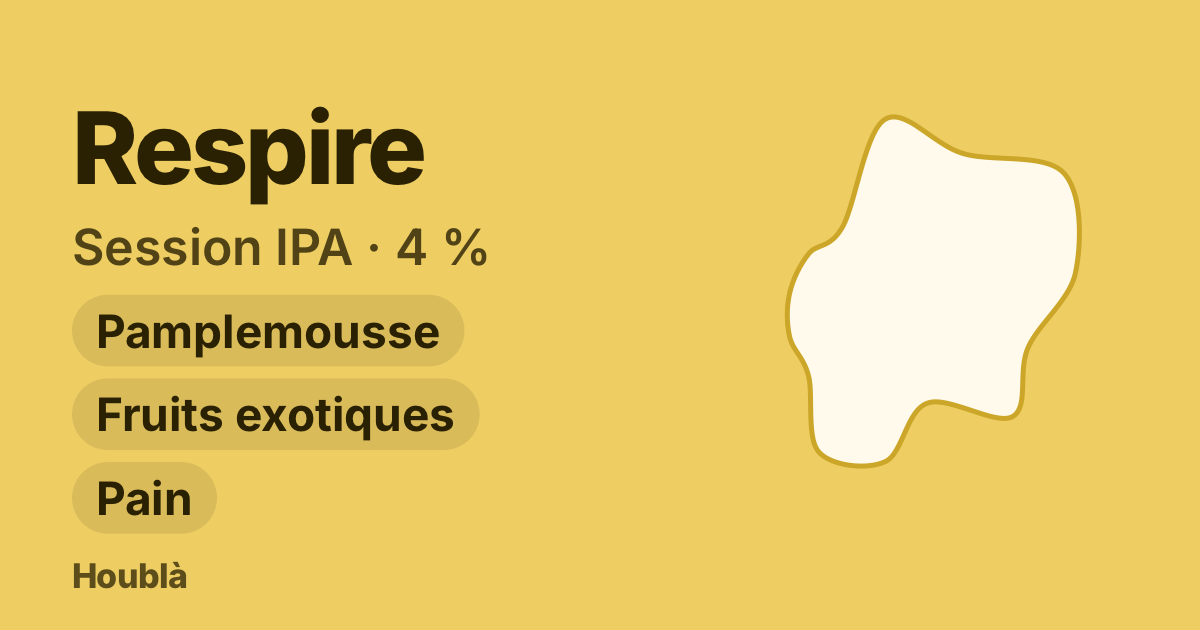 Respire
Session IPA · 4 %
Pamplemousse
Fruits exotiques
Pain
Houblà